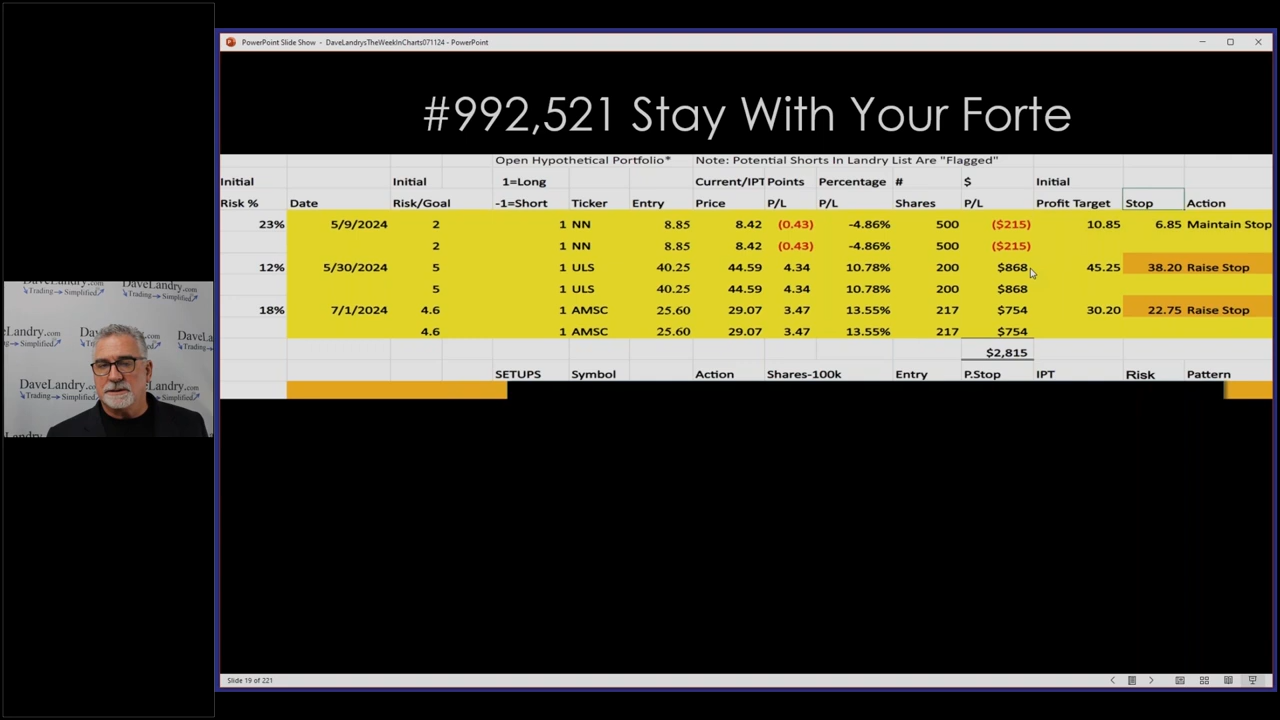 PowerPoint Slide Show - DaveLandrysTheWeekInCharts071124 - PowerPoint
#992,521 Stay With Your Forte
Open Hypothetical Portfolio* Note: Potential Shorts In Landry List Are "Flagged"
Initial Initial 1=Long Current/IPT Points Percentage # $ Initial
Risk % Date Risk/Goal -1=Short Ticker Entry Price P/L P/L Shares P/L Profit Target Stop Action
23% 5/9/2024 2 1 NN 8.85 8.42 (0.43) -4.86% 500 ($215) 10.85 6.85 Maintain Stop
2 1 NN 8.85 8.42 (0.43) -4.86% 500 ($215)
12% 5/30/2024 5 1 ULS 40.25 44.59 4.34 10.78% 200 $868 45.25 38.20 Raise Stop
5 1 ULS 40.25 44.59 4.34 10.78% 200 $868
18% 7/1/2024 4.6 1 AMSC 25.60 29.07 3.47 13.55% 217 $754 30.20 22.75 Raise Stop
4.6 1 AMSC 25.60 29.07 3.47 13.55% 217 $754
$2,815
SETUPS Symbol Action Shares-100k Entry P.Stop IPT Risk Pattern
DaveLandry.com
Trading Simplified
DaveLandry.com
Trading Simplified
Slide 19 of 221